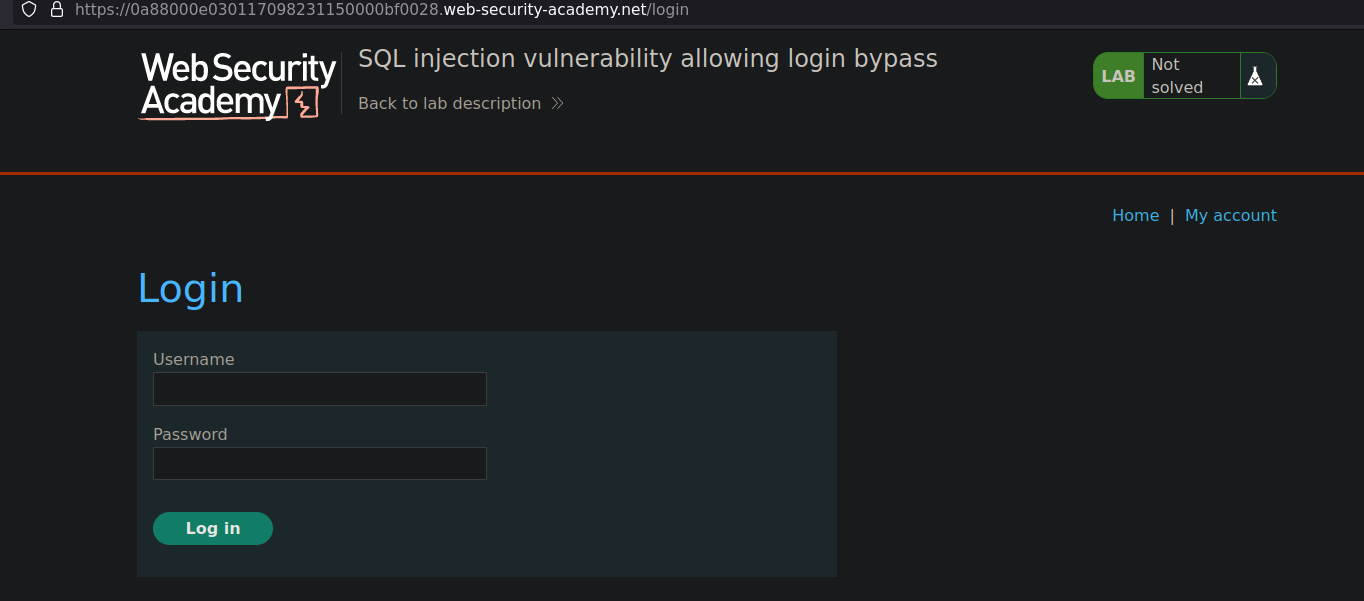 https://0a88000e030117098231150000bf0028.web-security-academy.net/login
Web Security
Academy
SQL injection vulnerability allowing login bypass
Back to lab description
LAB
Not
solved
Home | My account
Login
Username
Password
Log in